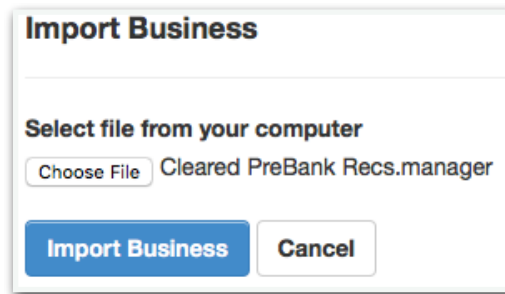 Import Business
Select file from your computer
Choose File Cleared PreBank Recs.manager
Import Business Cancel